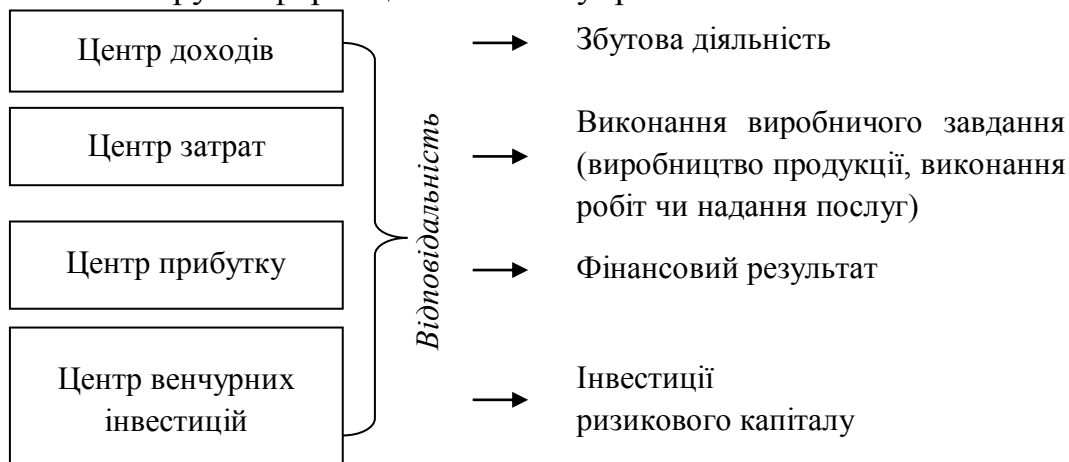 Центр доходів
Збутова діяльність
Центр затрат
Виконання виробничого завдання
(виробництво продукції, виконання
робіт чи надання послуг)
Відповідальність
Центр прибутку
Фінансовий результат
Центр венчурних
інвестицій
Інвестиції
ризикового капіталу